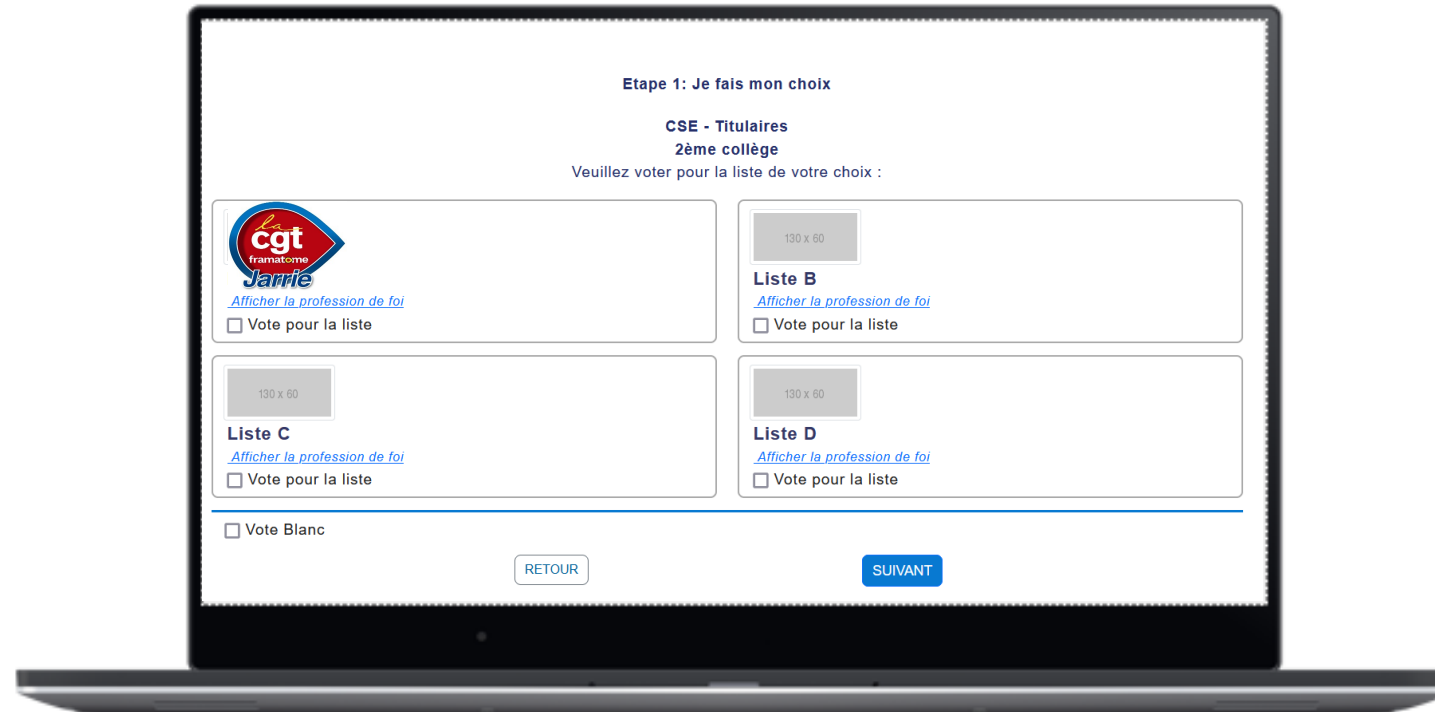 Etape 1: Je fais mon choix
CSE - Titulaires
2ème collège
Veuillez voter pour la liste de votre choix :
la
cgt
framatome
Jarrie
Afficher la profession de foi
Vote pour la liste
130 x 60
Liste B
Afficher la profession de foi
Vote pour la liste
130 x 60
Liste C
Afficher la profession de foi
Vote pour la liste
130 x 60
Liste D
Afficher la profession de foi
Vote pour la liste
Vote Blanc
RETOUR
SUIVANT